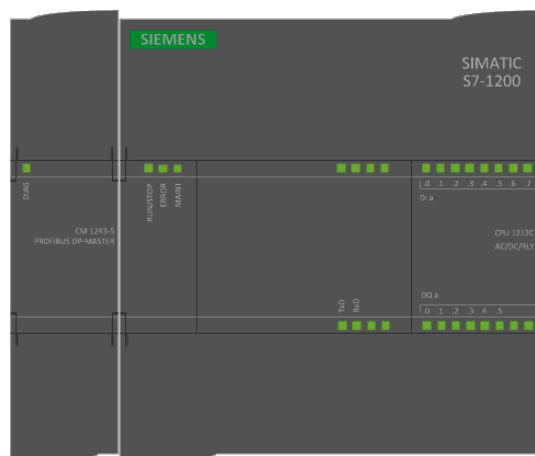 SIEMENS
SIMATIC
S7-1200
DIAG
RUN/STOP
ERROR
MAINT
.0 .1 .2 .3 .4 .5 .6 .7
DI a
CM 1243-5
PROFIBUS DP-MASTER
CPU 1212C
AC/DC/RLY
DQ a
.0 .1 .2 .3 .4 .5
TxD
RxD